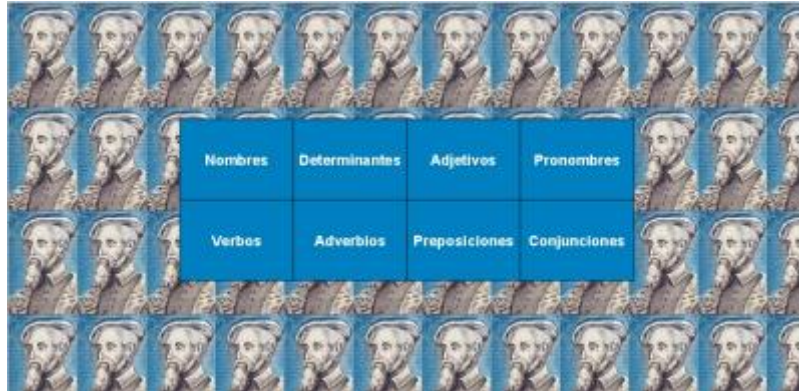 Nombres Determinantes Adjetivos Pronombres
Verbos Adverbios Preposiciones Conjunciones